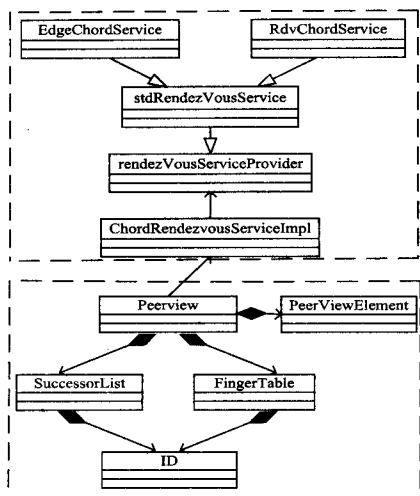 EdgeChordService
RdvChordService
stdRendezVousService
rendezVousServiceProvider
ChordRendezvousServiceImpl
Peerview
PeerViewElement
SuccessorList
FingerTable
ID